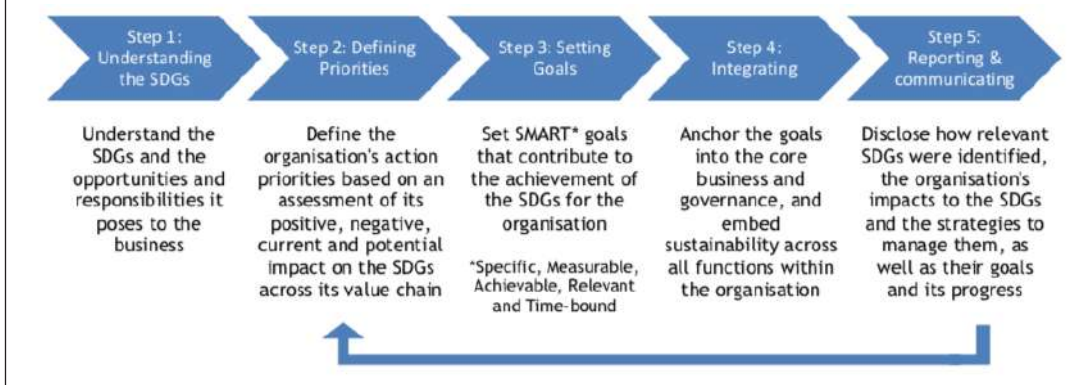 Step 1:
Understanding
the SDGs
Step 2: Defining
Priorities
Step 3: Setting
Goals
Step 4:
Integrating
Step 5:
Reporting &
communicating
Understand the
SDGs and the
opportunities and
responsibilities it
poses to the
business
Define the
organisation's action
priorities based on an
assessment of its
positive, negative,
current and potential
impact on the SDGs
across its value chain
Set SMART* goals
that contribute to
the achievement of
the SDGs for the
organisation
*Specific, Measurable,
Achievable, Relevant
and Time-bound
Anchor the goals
into the core
business and
governance, and
embed
sustainability across
all functions within
the organisation
Disclose how relevant
SDGs were identified,
the organisation's
impacts to the SDGs
and the strategies to
manage them, as
well as their goals
and its progress